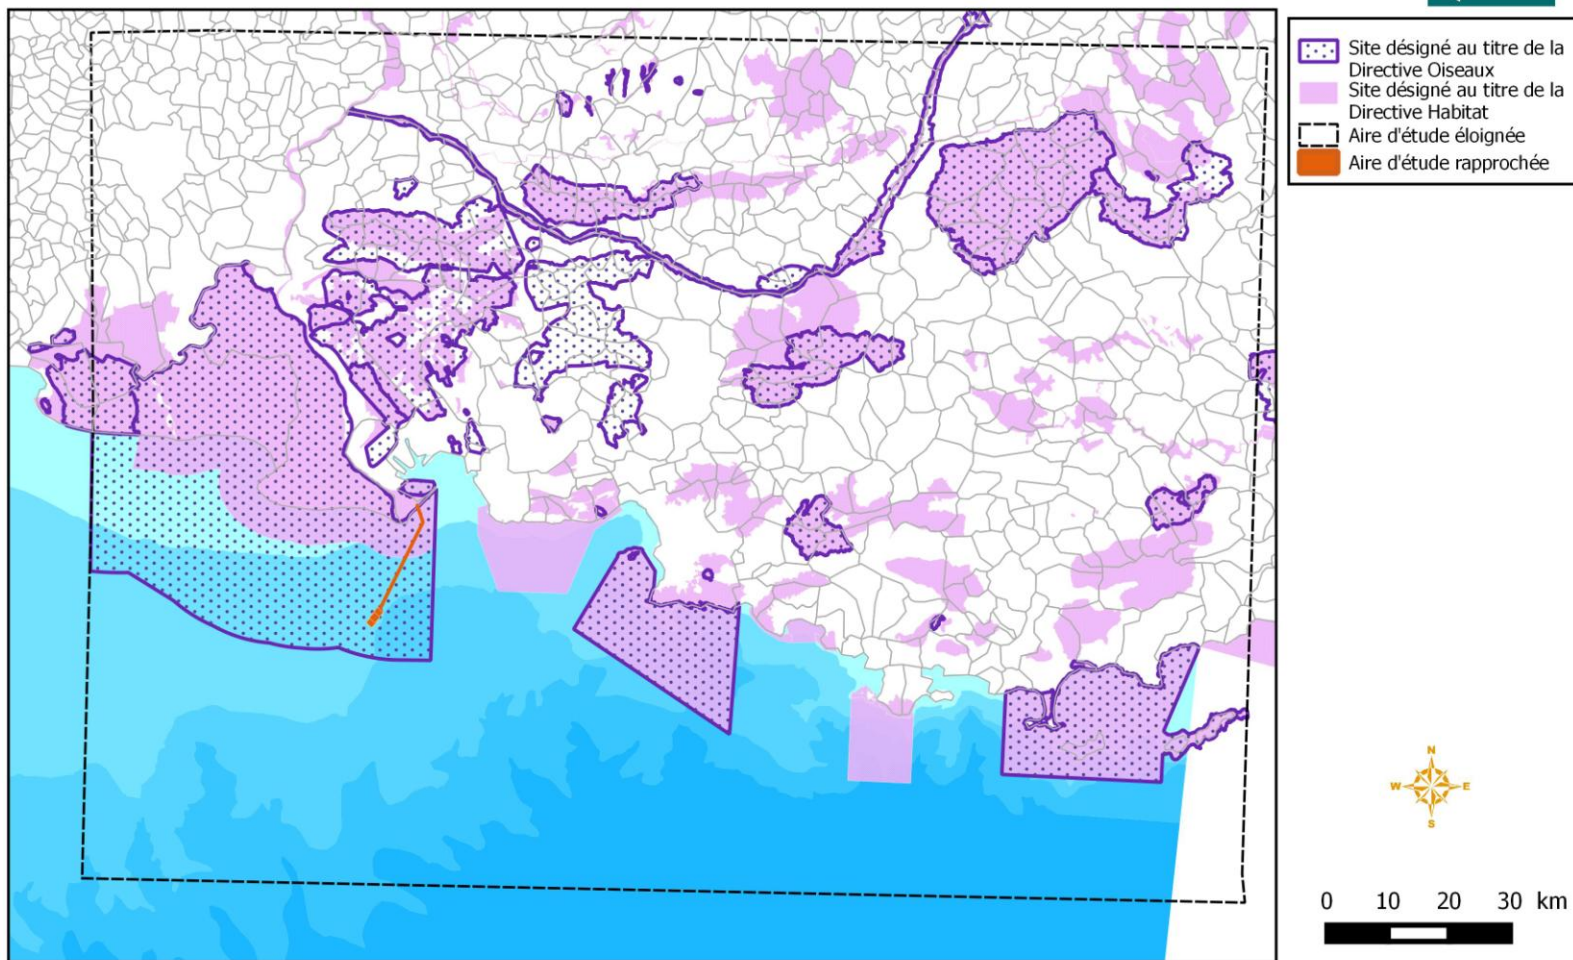 Site désigné au titre de la
Directive Oiseaux
Site désigné au titre de la
Directive Habitat
Aire d'étude éloignée
Aire d'étude rapprochée
N
W E
S
0 10 20 30 km